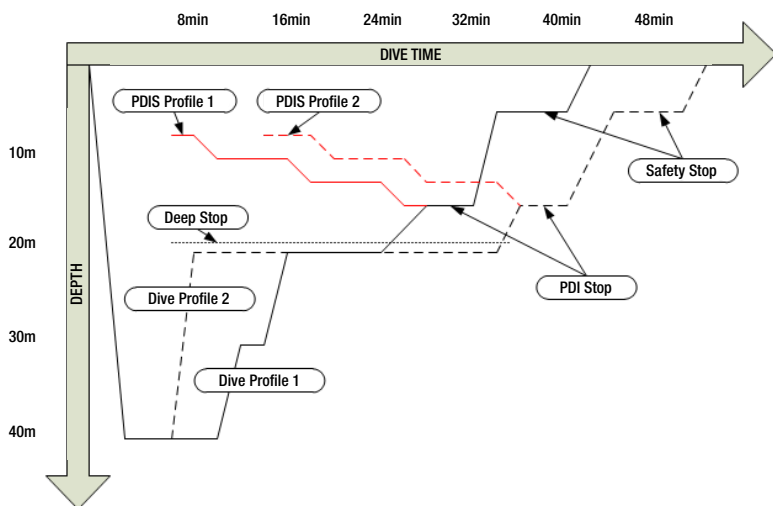 8min 16min 24min 32min 40min 48min
DIVE TIME
PDIS Profile 1 PDIS Profile 2
10m
Safety Stop
Deep Stop
20m
DEPTH
PDI Stop
Dive Profile 2
30m
Dive Profile 1
40m